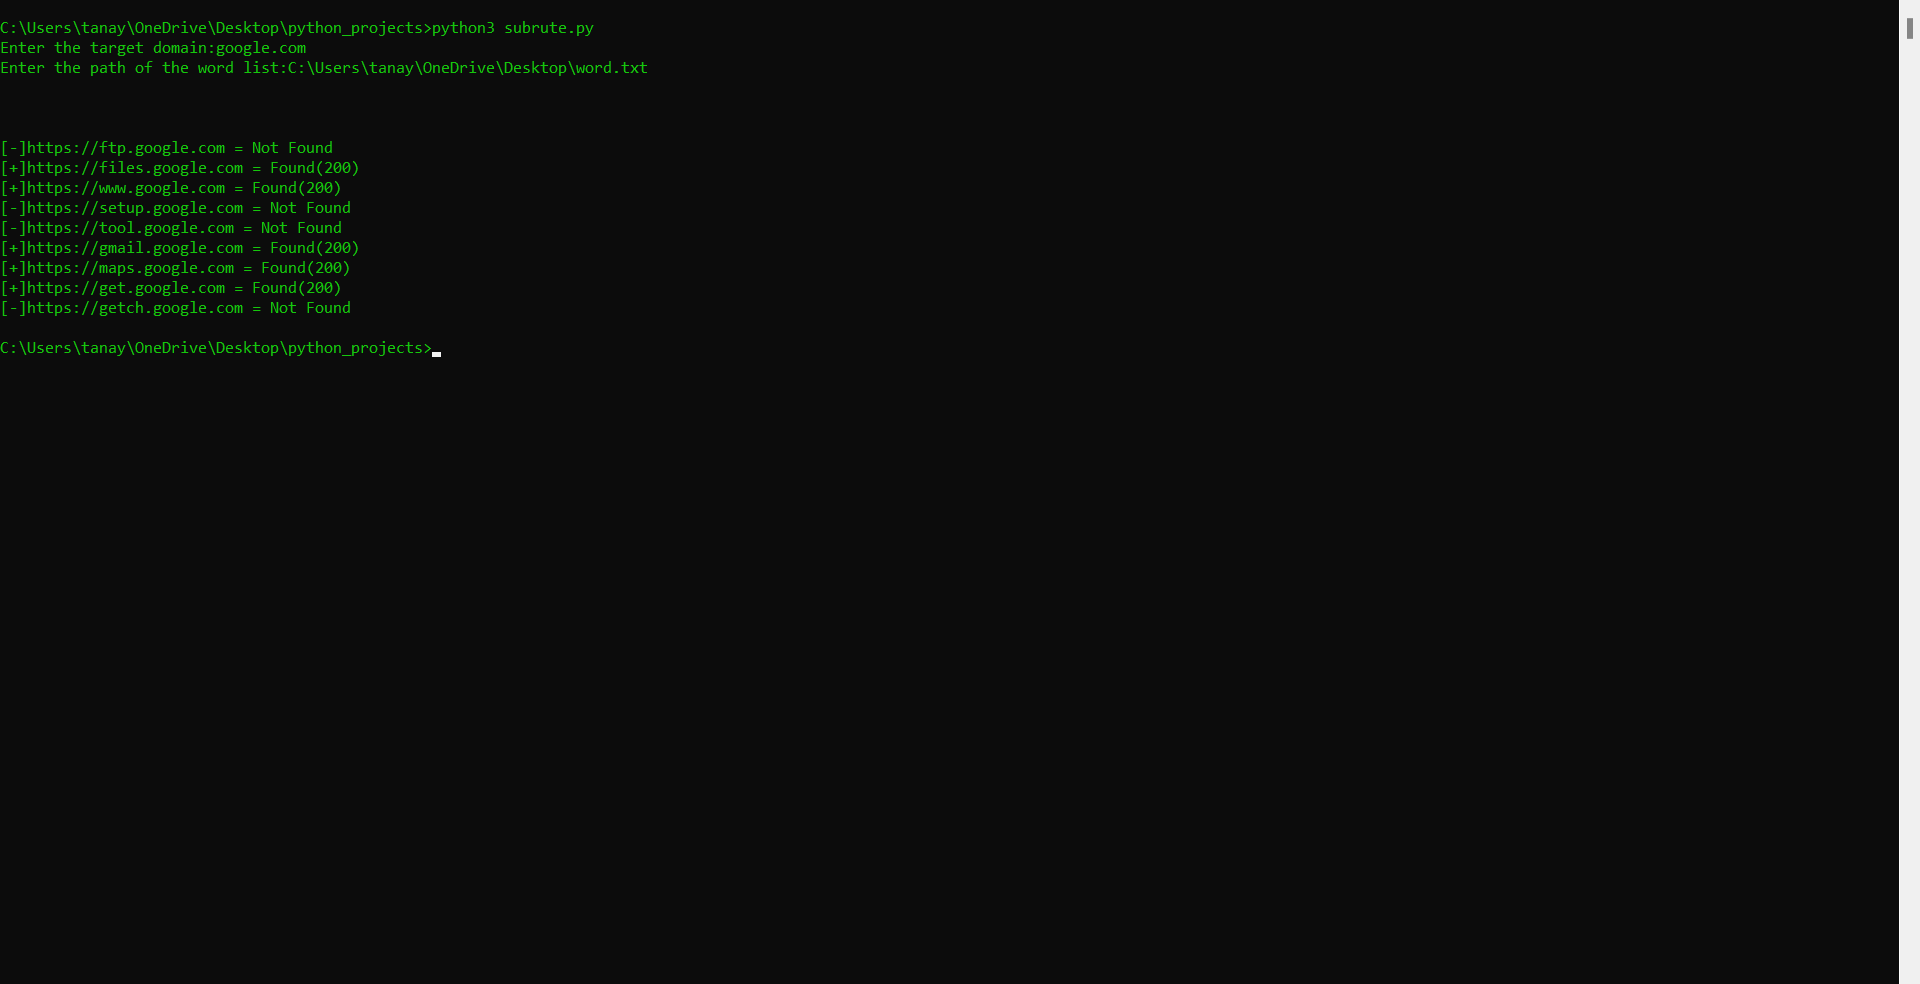 C:\Users\tanay\OneDrive\Desktop\python_projects>python3 subrute.py
Enter the target domain:google.com
Enter the path of the word list:C:\Users\tanay\OneDrive\Desktop\word.txt
[-]https://ftp.google.com = Not Found
[+]https://files.google.com = Found(200)
[+]https://www.google.com = Found(200)
[-]https://setup.google.com = Not Found
[-]https://tool.google.com = Not Found
[+]https://gmail.google.com = Found(200)
[+]https://maps.google.com = Found(200)
[+]https://get.google.com = Found(200)
[-]https://getch.google.com = Not Found
C:\Users\tanay\OneDrive\Desktop\python_projects>